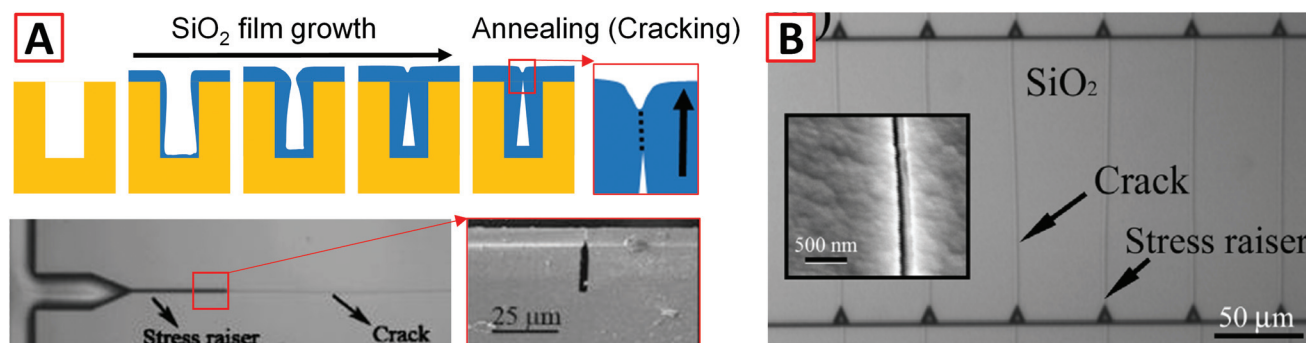 A
SiO₂ film growth
Annealing (Cracking)
Stress raiser
Crack
25 μm
B
SiO₂
Crack
Stress raiser
500 nm
50 μm